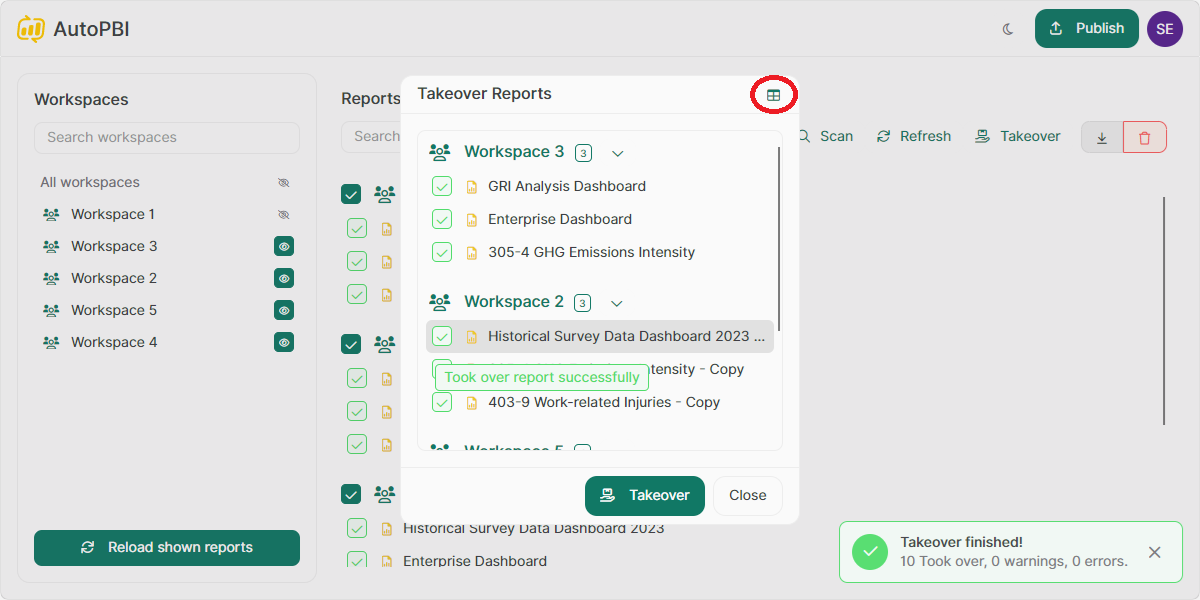 AutoPBI
Publish
SE
Workspaces
Search workspaces
All workspaces
Workspace 1
Workspace 3
Workspace 2
Workspace 5
Workspace 4
Reload shown reports
Reports
Search
Scan
Refresh
Takeover
Takeover Reports
Workspace 3 3
GRI Analysis Dashboard
Enterprise Dashboard
305-4 GHG Emissions Intensity
Workspace 2 3
Historical Survey Data Dashboard 2023 ...
tensity - Copy
Took over report successfully
403-9 Work-related Injuries - Copy
Workspace 5
Takeover
Close
Historical Survey Data Dashboard 2023
Enterprise Dashboard
Takeover finished!
10 Took over, 0 warnings, 0 errors.